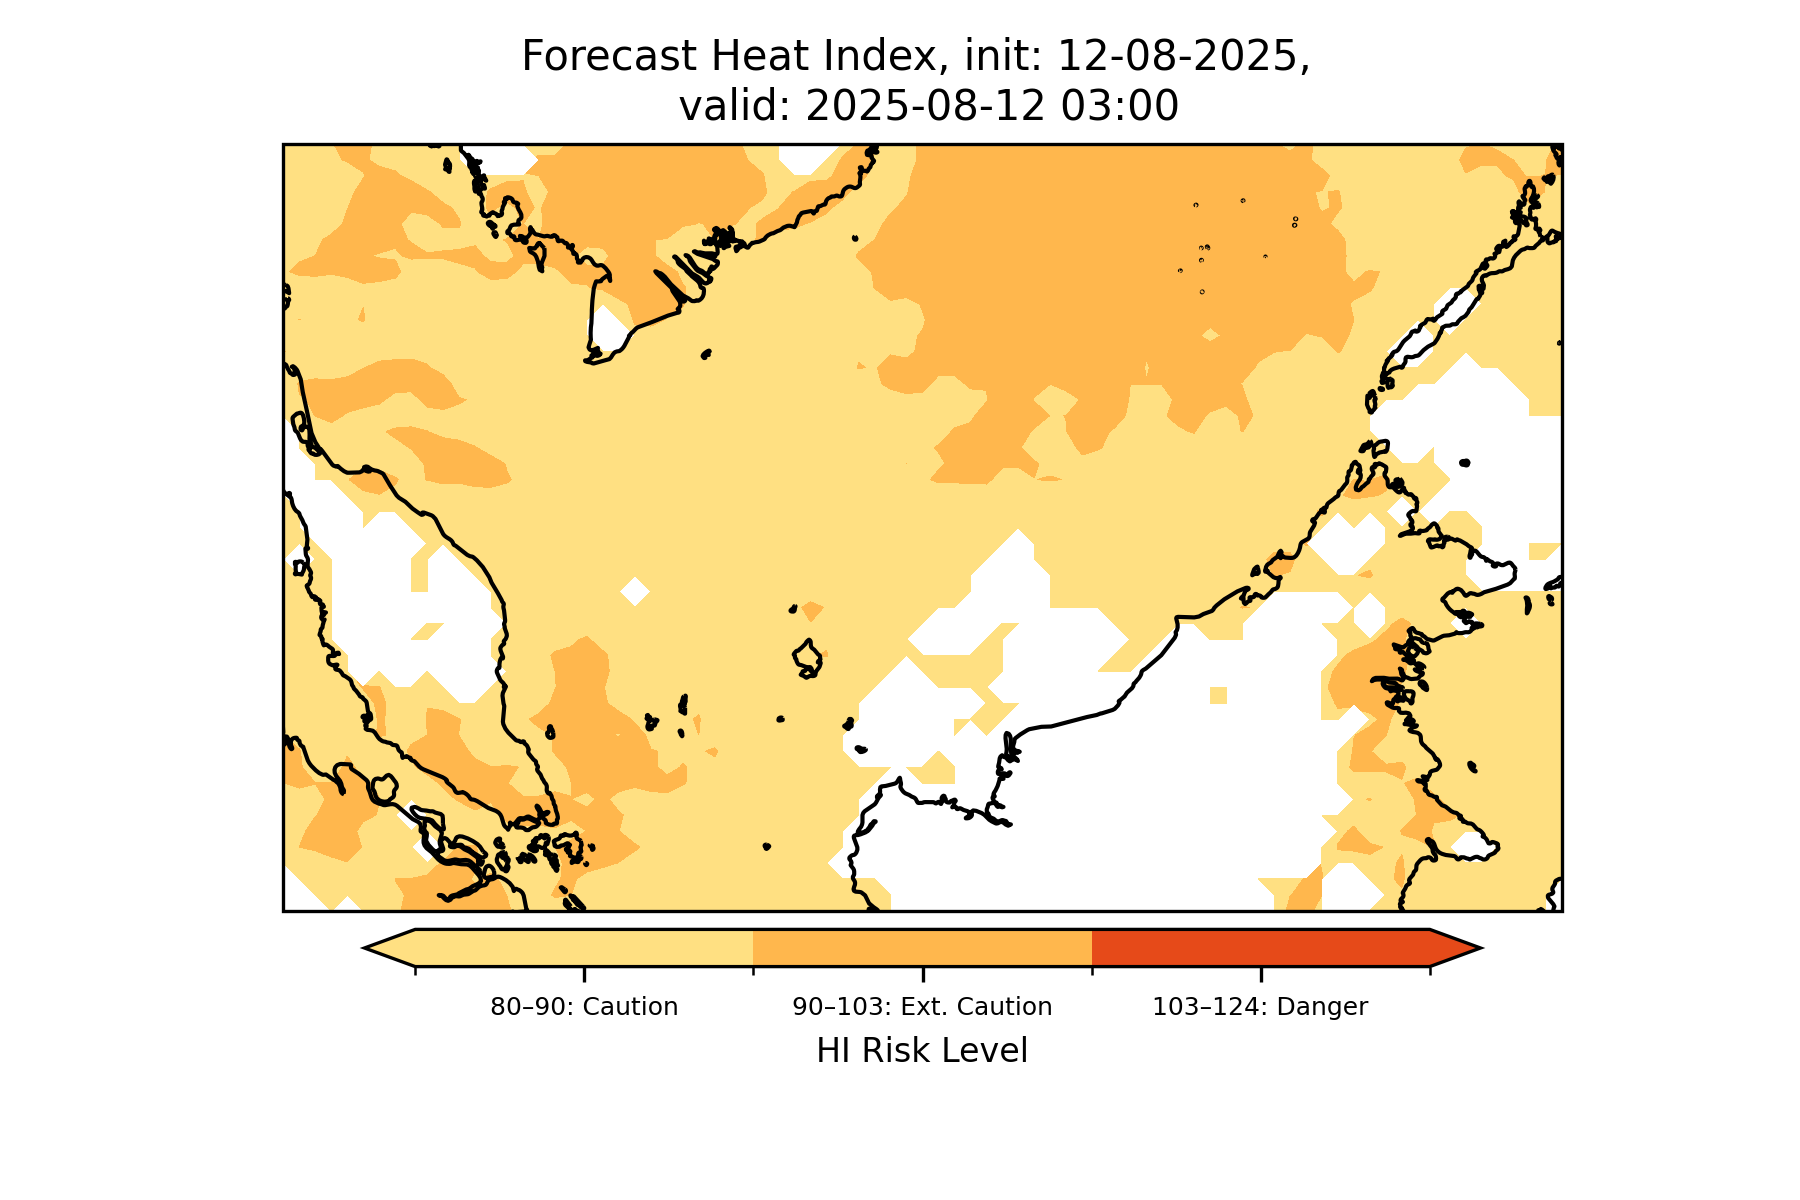 Forecast Heat Index, init: 12-08-2025,
valid: 2025-08-12 03:00
80–90: Caution
90–103: Ext. Caution
103–124: Danger
HI Risk Level